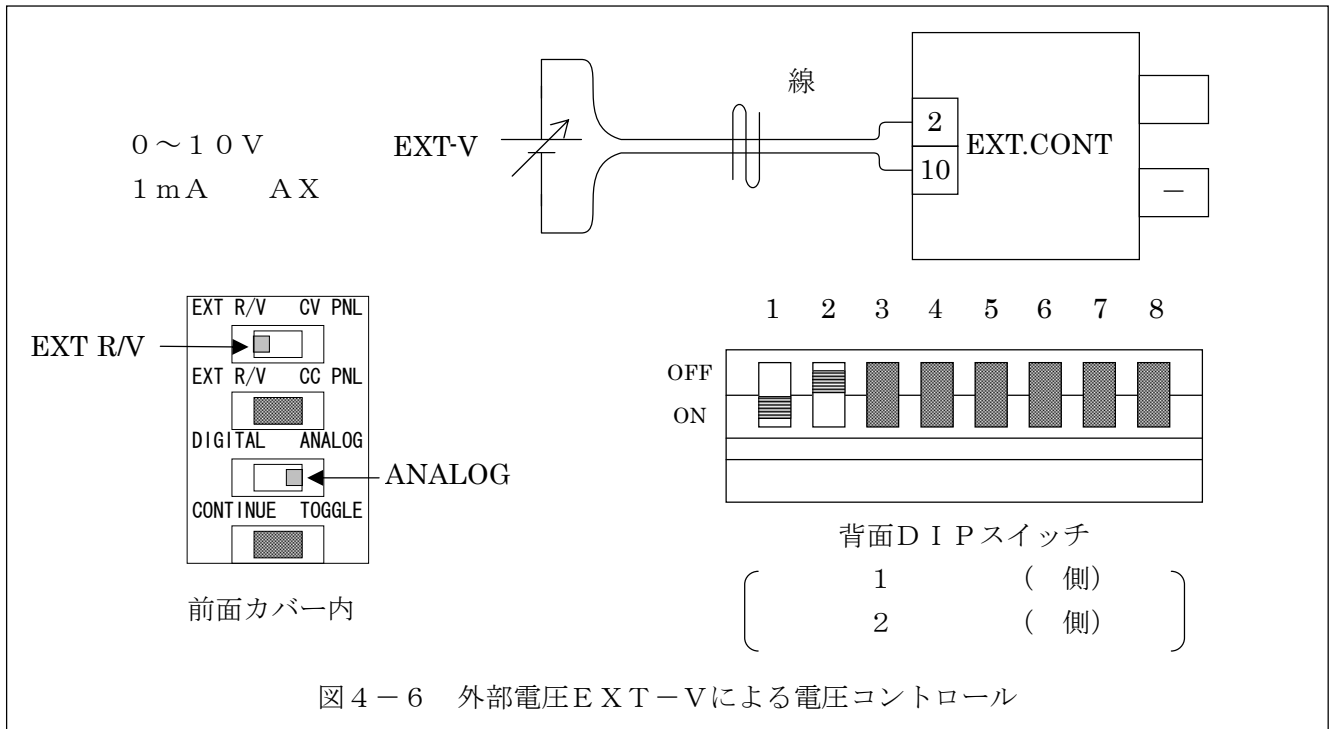 線
0～10V
1mA AX
EXT-V
2
10
EXT.CONT
－
EXT R/V CV PNL
EXT R/V
EXT R/V CC PNL
DIGITAL ANALOG
ANALOG
CONTINUE TOGGLE
前面カバー内
1 2 3 4 5 6 7 8
OFF
ON
背面DIPスイッチ
1 ( 側)
2 ( 側)
図4－6 外部電圧EXT－Vによる電圧コントロール